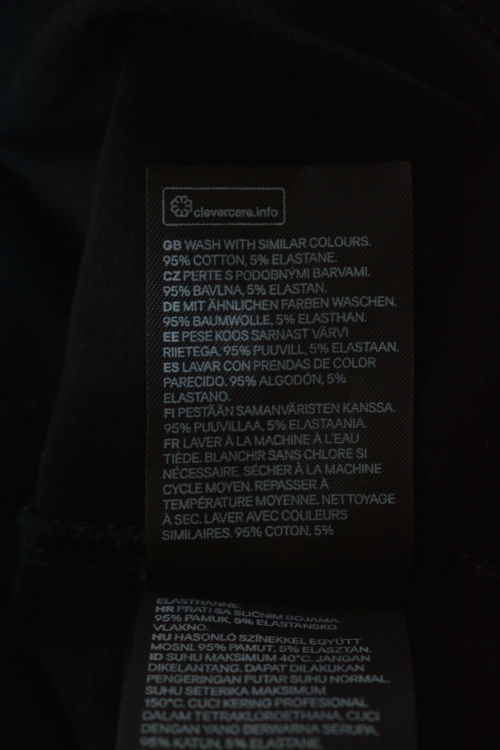 clevercare.info
GB WASH WITH SIMILAR COLOURS.
95% COTTON, 5% ELASTANE.
CZ PERTE S PODOBNÝMI BARVAMI.
95% BAVLNA, 5% ELASTAN.
DE MIT ÄHNLICHEN FARBEN WASCHEN.
95% BAUMWOLLE, 5% ELASTHAN.
EE PESE KOOS SARNAST VÄRVI
RIIETEGA. 95% PUUVILL, 5% ELASTAAN.
ES LAVAR CON PRENDAS DE COLOR
PARECIDO. 95% ALGODÓN, 5%
ELASTANO.
FI PESTÄÄN SAMANVÄRISTEN KANSSA.
95% PUUVILLAA, 5% ELASTAANIA.
FR LAVER À LA MACHINE À L'EAU
TIÈDE. BLANCHIR SANS CHLORE SI
NÉCESSAIRE. SÉCHER À LA MACHINE
CYCLE MOYEN. REPASSER À
TEMPÉRATURE MOYENNE. NETTOYAGE
À SEC. LAVER AVEC COULEURS
SIMILAIRES. 95% COTON, 5%
ELASTHANNE.
HR PRATI SA SLIČNIM BOJAMA.
95% PAMUK, 5% ELASTANSKO
VLAKNO.
HU HASONLÓ SZÍNEKKEL EGYÜTT
MOSNI. 95% PAMUT, 5% ELASZTÁN.
ID SUHU MAKSIMUM 40°C. JANGAN
DIKELANTANG. DAPAT DILAKUKAN
PENGERINGAN PUTAR SUHU NORMAL.
SUHU SETERIKA MAKSIMUM
150°C. CUCI KERING PROFESIONAL
DALAM TETRAKLOROETHANA. CUCI
DENGAN YANG BERWARNA SERUPA.
95% KATUN, 5% ELASTANE